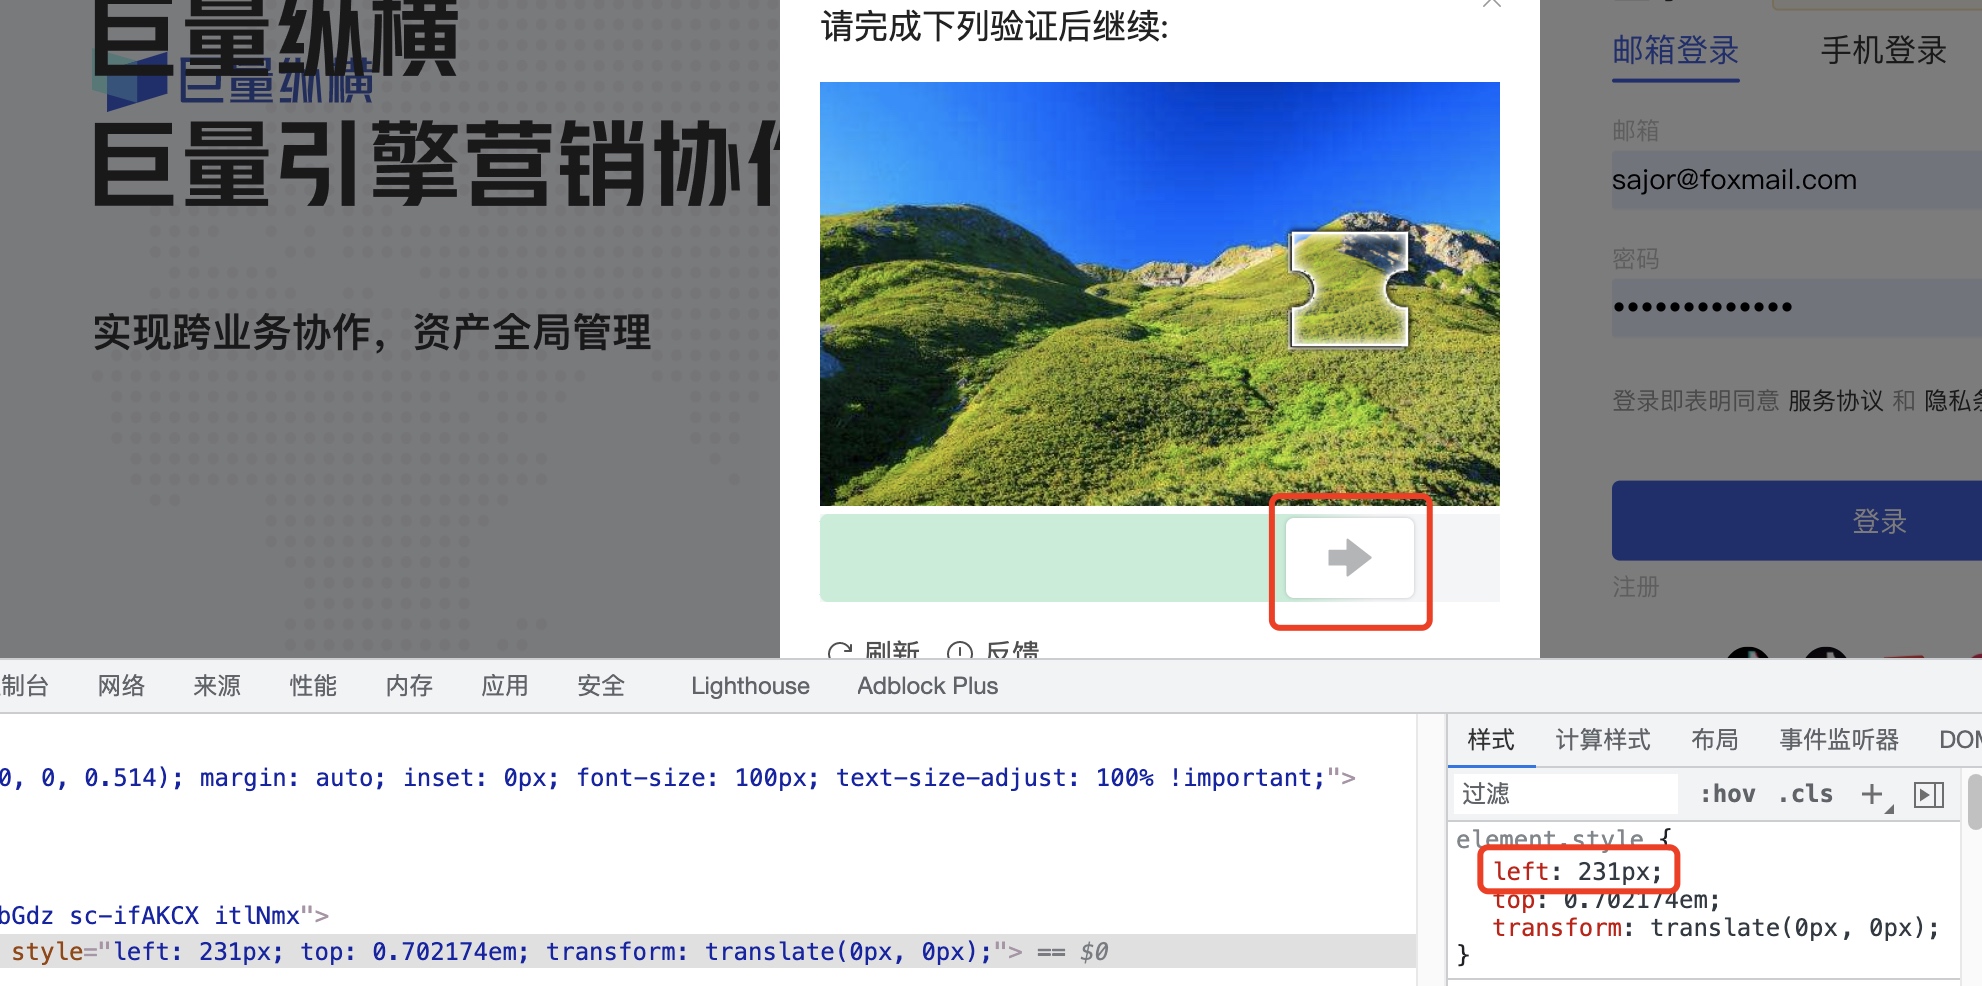 巨量纵横
巨量纵横
巨量引擎营销协作
实现跨业务协作，资产全局管理
请完成下列验证后继续:
刷新 反馈
邮箱登录 手机登录
邮箱
sajor@foxmail.com
密码
•••••••••••••
登录即表明同意 服务协议 和 隐私条
登录
注册
制台 网络 来源 性能 内存 应用 安全 Lighthouse Adblock Plus
0, 0, 0.514); margin: auto; inset: 0px; font-size: 100px; text-size-adjust: 100% !important;">
bGdz sc-ifAKCX itlNmx">
style="left: 231px; top: 0.702174em; transform: translate(0px, 0px);"> == $0
样式 计算样式 布局 事件监听器 DOM
过滤 :hov .cls
element.style {
left: 231px;
top: 0.702174em;
transform: translate(0px, 0px);
}